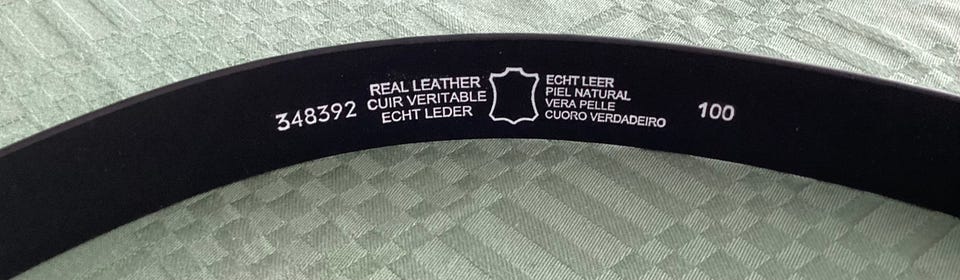 348392
REAL LEATHER
CUIR VERITABLE
ECHT LEDER
ECHT LEER
PIEL NATURAL
VERA PELLE
CUORO VERDADEIRO
100